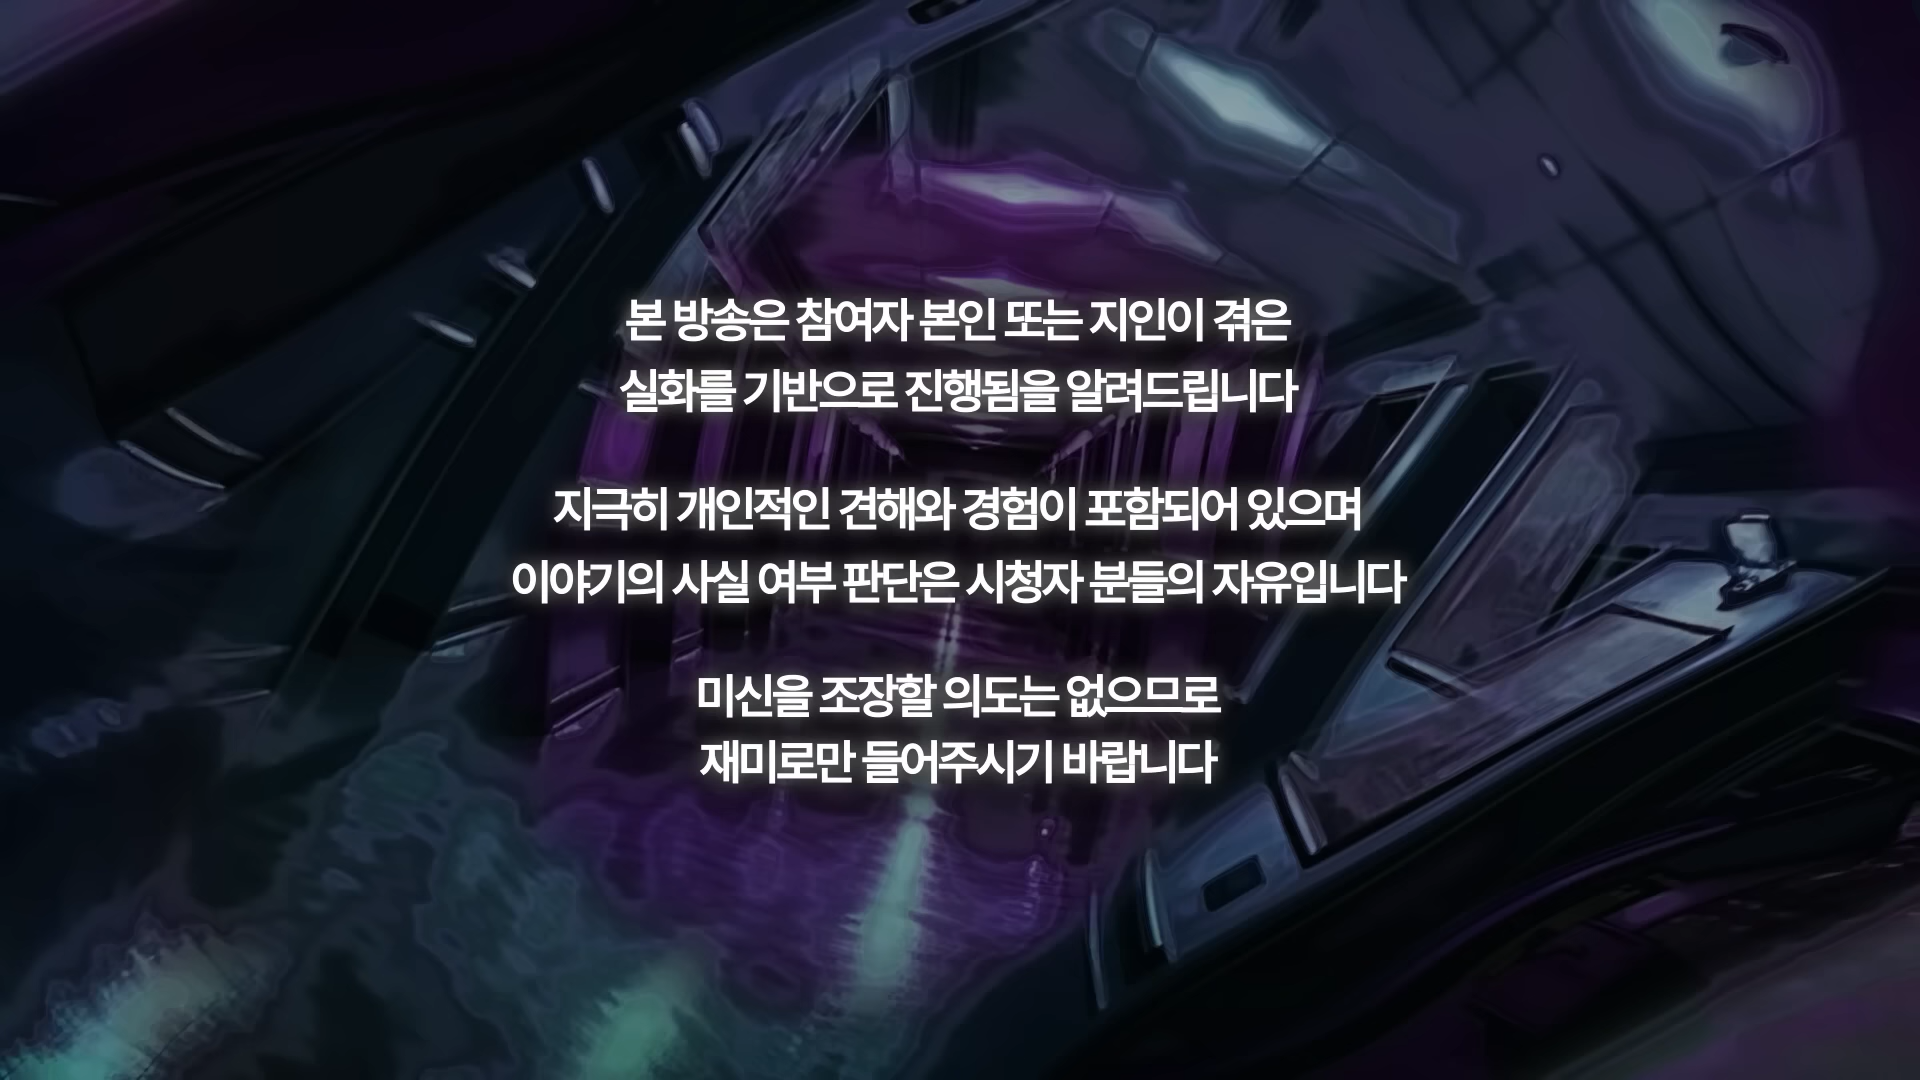 본 방송은 참여자 본인 또는 지인이 겪은
실화를 기반으로 진행됨을 알려드립니다
지극히 개인적인 견해와 경험이 포함되어 있으며
이야기의 사실 여부 판단은 시청자 분들의 자유입니다
미신을 조장할 의도는 없으므로
재미로만 들어주시기 바랍니다